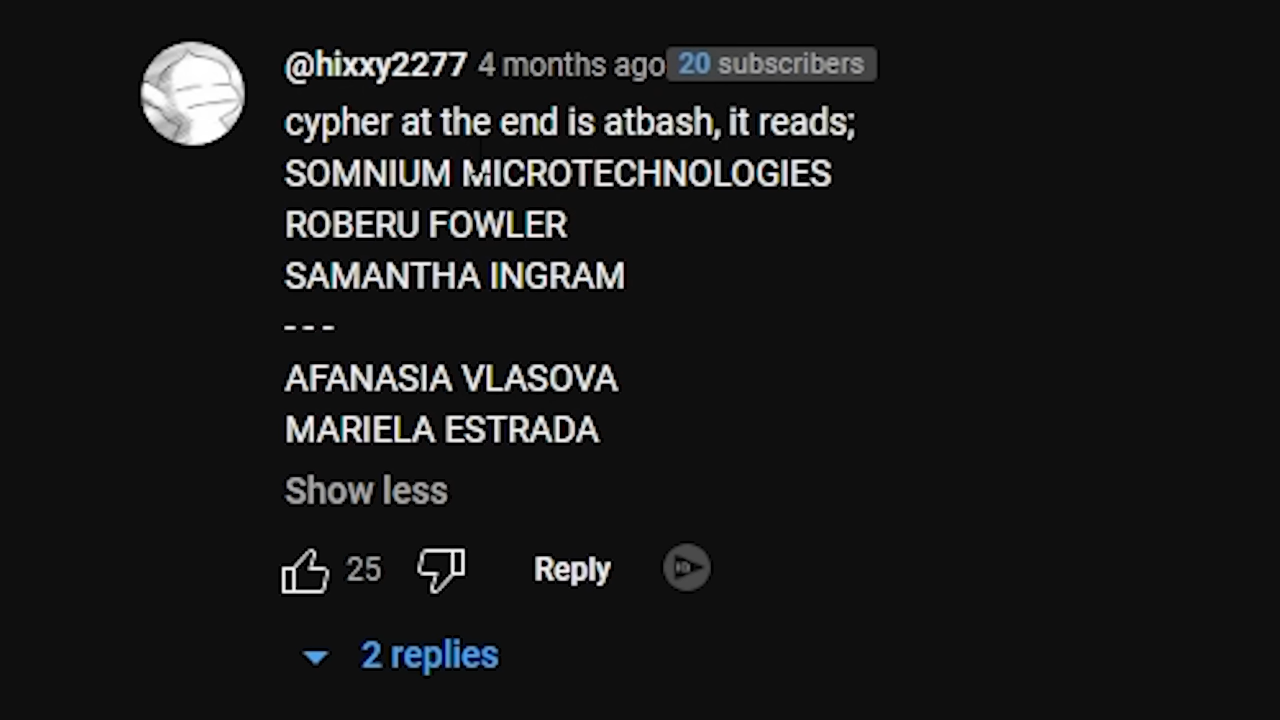 @hixxy2277 4 months ago 20 subscribers
cypher at the end is atbash, it reads;
SOMNIUM MICROTECHNOLOGIES
ROBERU FOWLER
SAMANTHA INGRAM
- - -
AFANASIA VLASOVA
MARIELA ESTRADA
Show less
25 Reply
2 replies